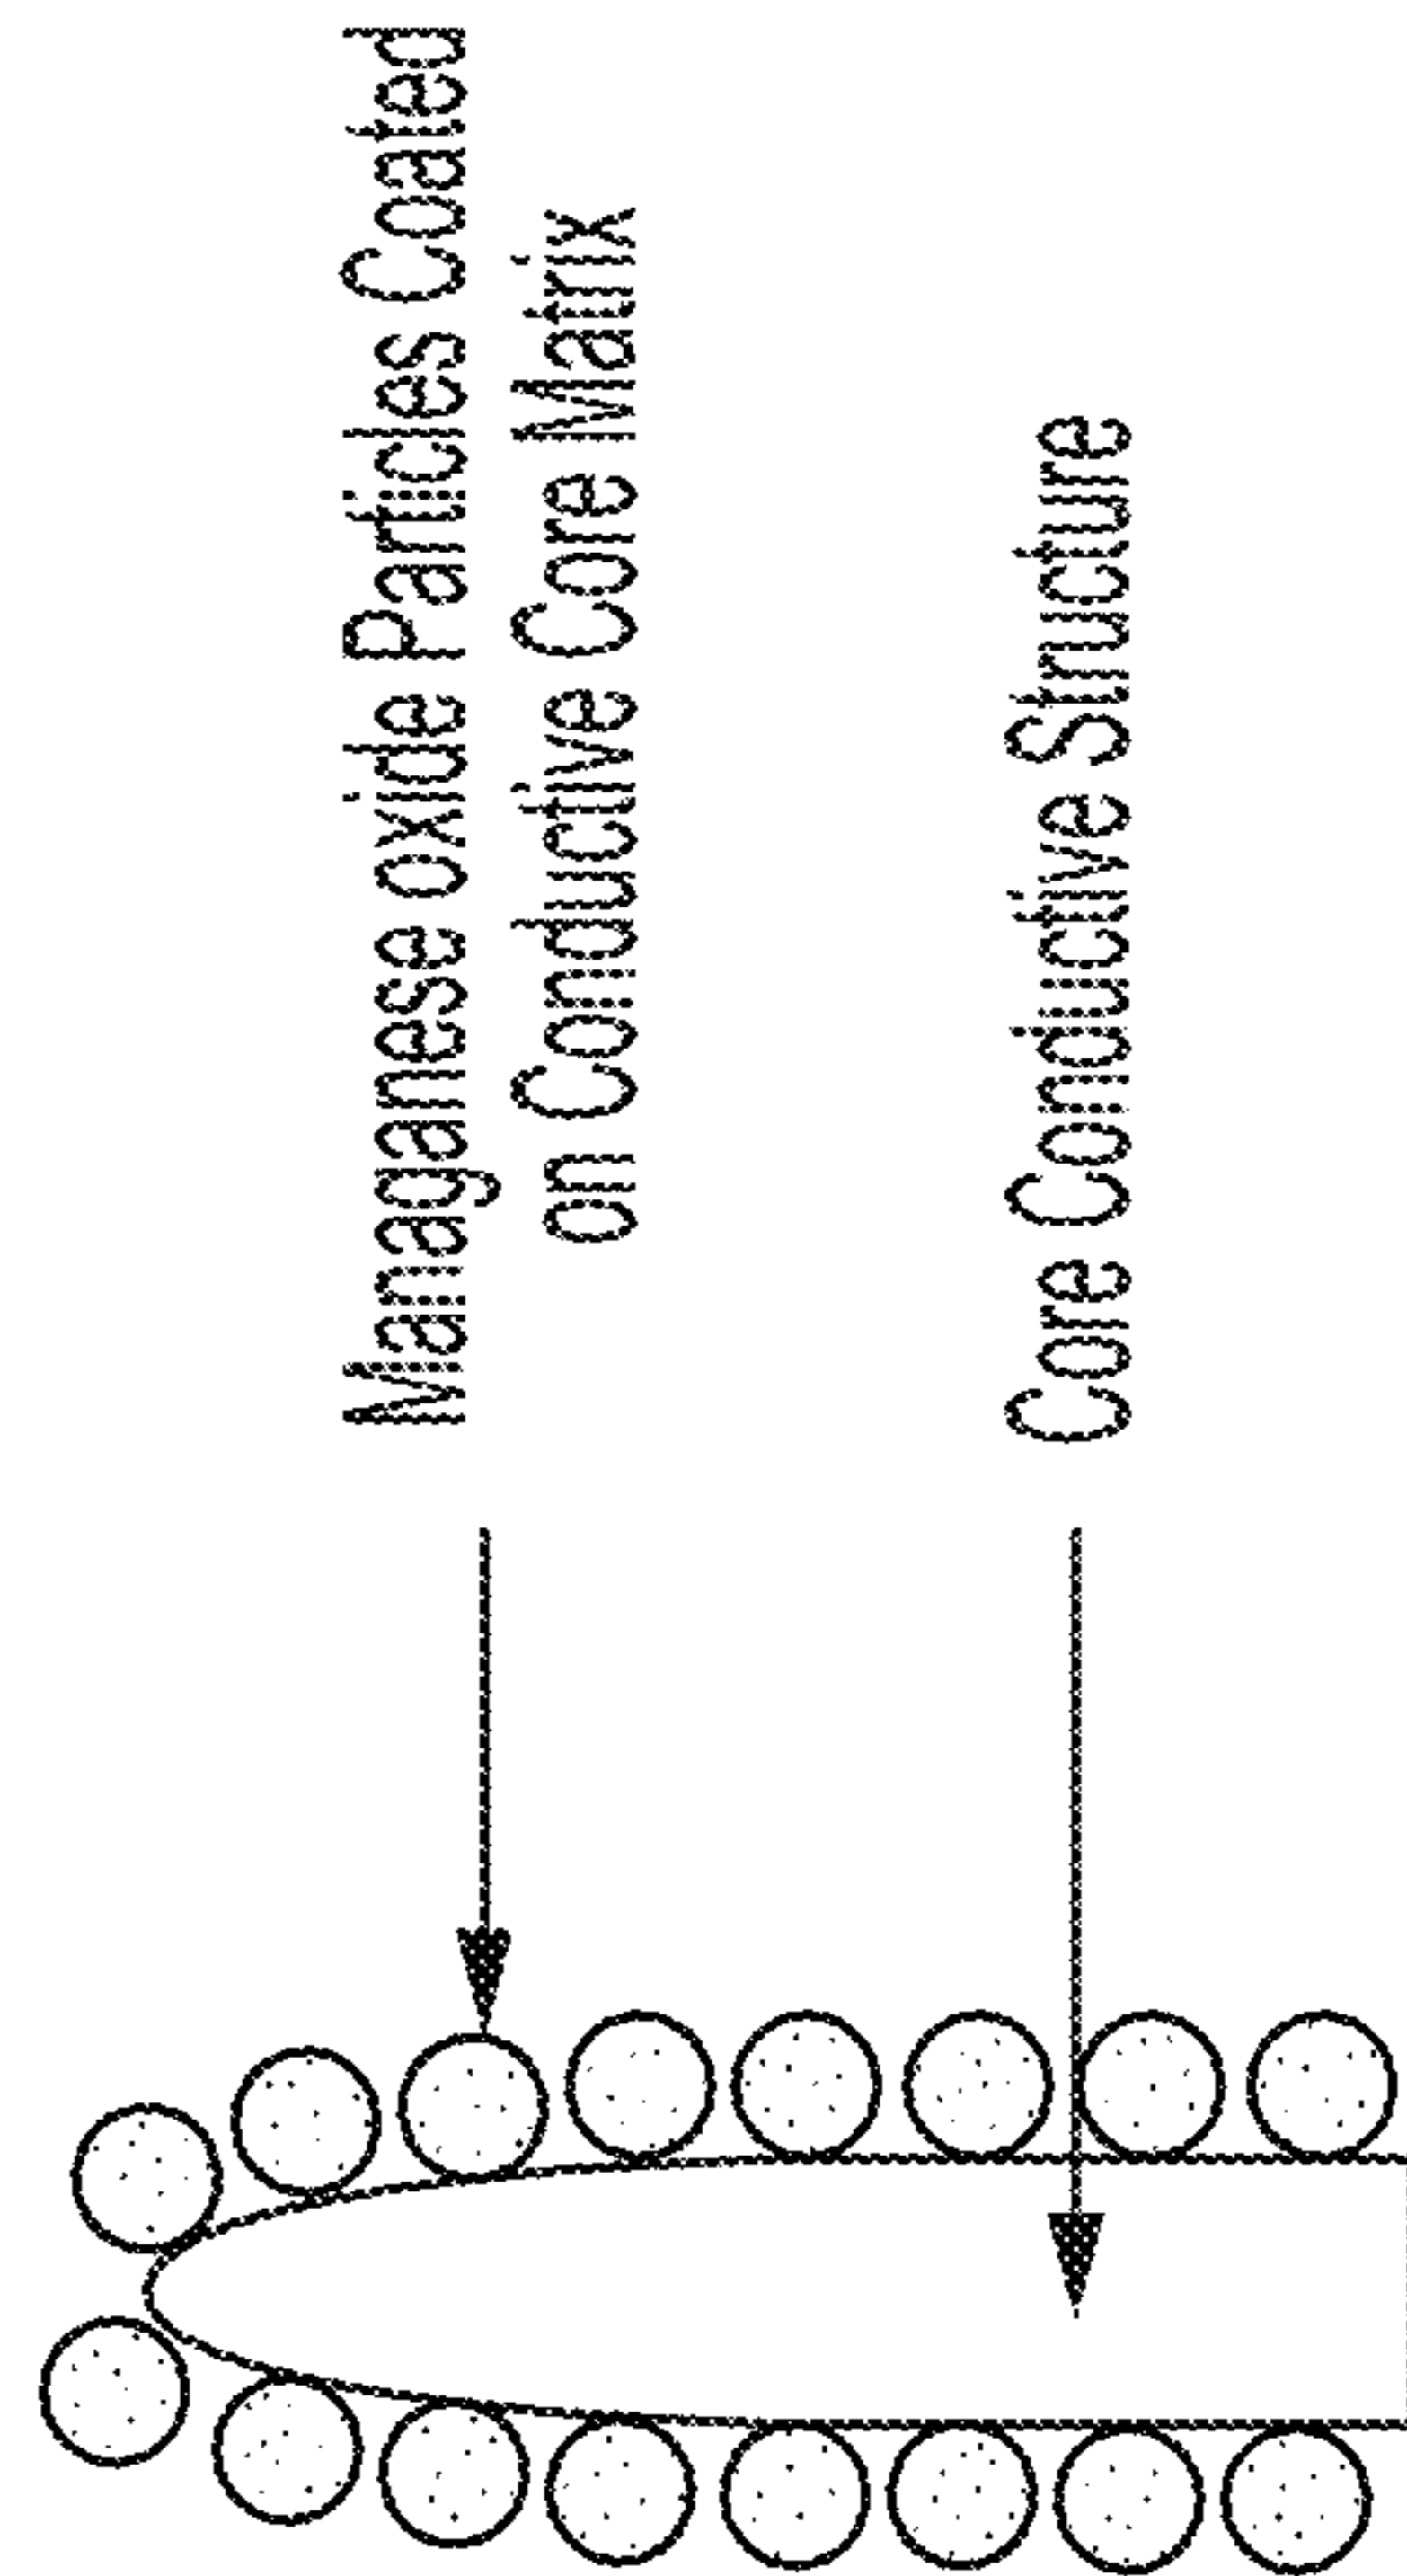 Managanese oxide Particles Coated
on Conductive Core Matrix
Core Conductive Structure